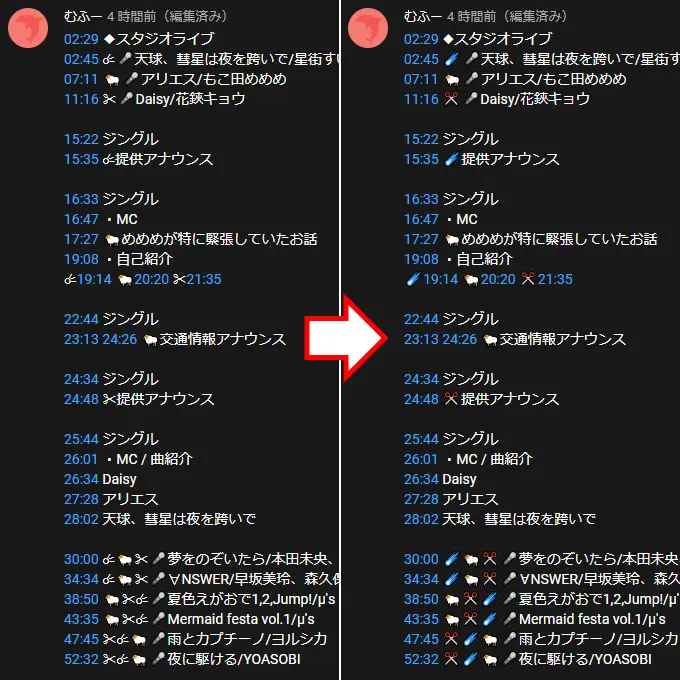 むふー 4 時間前（編集済み）
02:29 ◆スタジオライブ
02:45 ☄🎤天球、彗星は夜を跨いで/星街すい
07:11 🐑🎤アリエス/もこ田めめめ
11:16 ✂🎤Daisy/花鋏キョウ
15:22 ジングル
15:35 ☄提供アナウンス
16:33 ジングル
16:47 ・MC
17:27 🐑めめめが特に緊張していたお話
19:08 ・自己紹介
☄19:14 🐑20:20 ✂21:35
22:44 ジングル
23:13 24:26 🐑交通情報アナウンス
24:34 ジングル
24:48 ✂提供アナウンス
25:44 ジングル
26:01 ・MC / 曲紹介
26:34 Daisy
27:28 アリエス
28:02 天球、彗星は夜を跨いで
30:00 ☄🐑✂🎤夢をのぞいたら/本田未央、
34:34 ☄🐑✂🎤∀NSWER/早坂美玲、森久保
38:50 🐑✂☄🎤夏色えがおで1,2,Jump!/μ's
43:35 🐑✂☄🎤Mermaid festa vol.1/μ's
47:45 ✂☄🐑🎤雨とカプチーノ/ヨルシカ
52:32 ✂☄🐑🎤夜に駆ける/YOASOBI
むふー 4 時間前（編集済み）
02:29 ◆スタジオライブ
02:45 ☄️🎤天球、彗星は夜を跨いで/星街す
07:11 🐑🎤アリエス/もこ田めめめ
11:16 ✂️🎤Daisy/花鋏キョウ
15:22 ジングル
15:35 ☄️提供アナウンス
16:33 ジングル
16:47 ・MC
17:27 🐑めめめが特に緊張していたお話
19:08 ・自己紹介
☄️19:14 🐑20:20 ✂️21:35
22:44 ジングル
23:13 24:26 🐑交通情報アナウンス
24:34 ジングル
24:48 ✂️提供アナウンス
25:44 ジングル
26:01 ・MC / 曲紹介
26:34 Daisy
27:28 アリエス
28:02 天球、彗星は夜を跨いで
30:00 ☄️🐑✂️🎤夢をのぞいたら/本田未央
34:34 ☄️🐑✂️🎤∀NSWER/早坂美玲、森久
38:50 🐑✂️☄️🎤夏色えがおで1,2,Jump!/μ
43:35 🐑✂️☄️🎤Mermaid festa vol.1/μ's
47:45 ✂️☄️🐑🎤雨とカプチーノ/ヨルシカ
52:32 ✂️☄️🐑🎤夜に駆ける/YOASOBI